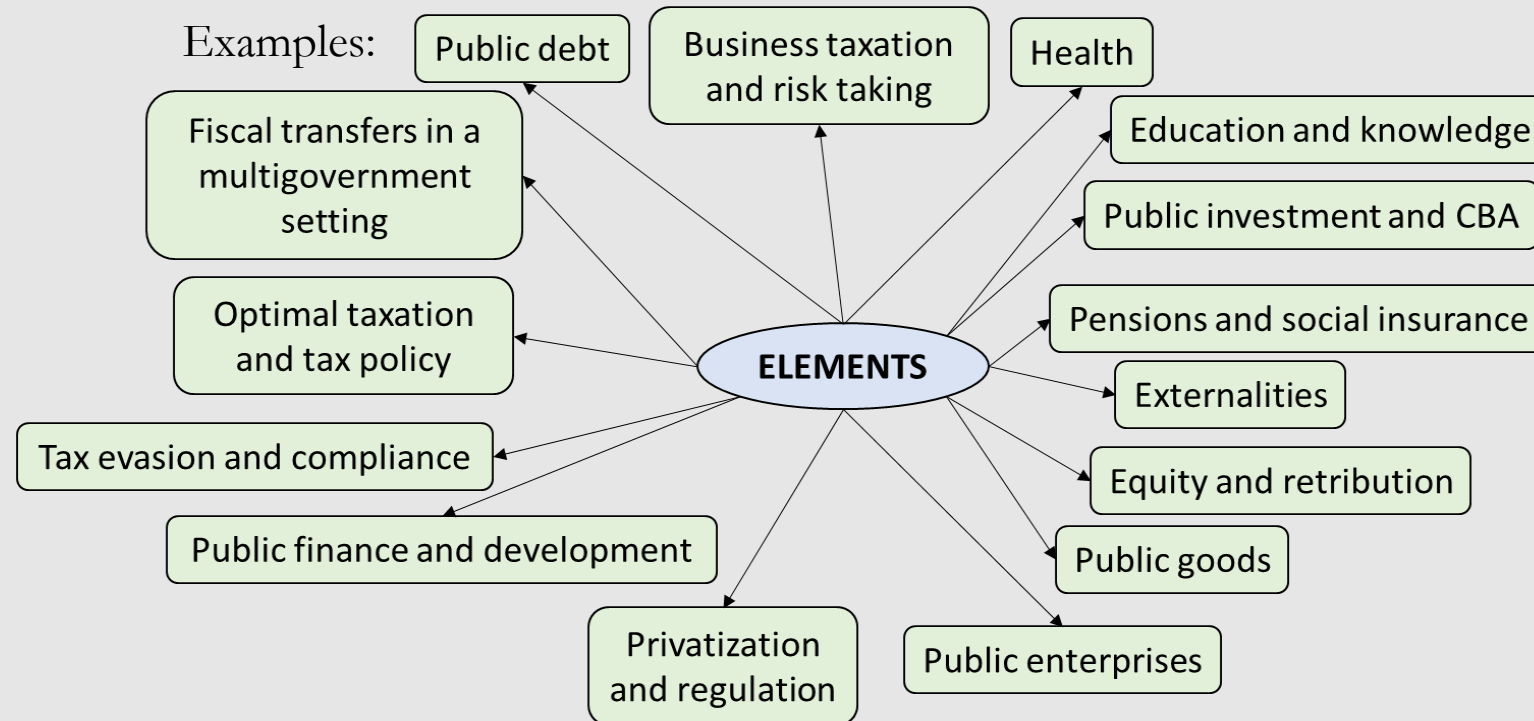 Examples:
Public debt
Business taxation
and risk taking
Health
Fiscal transfers in a
multigovernment
setting
Education and knowledge
Public investment and CBA
Optimal taxation
and tax policy
Pensions and social insurance
ELEMENTS
Externalities
Tax evasion and compliance
Equity and retribution
Public finance and development
Public goods
Privatization
and regulation
Public enterprises